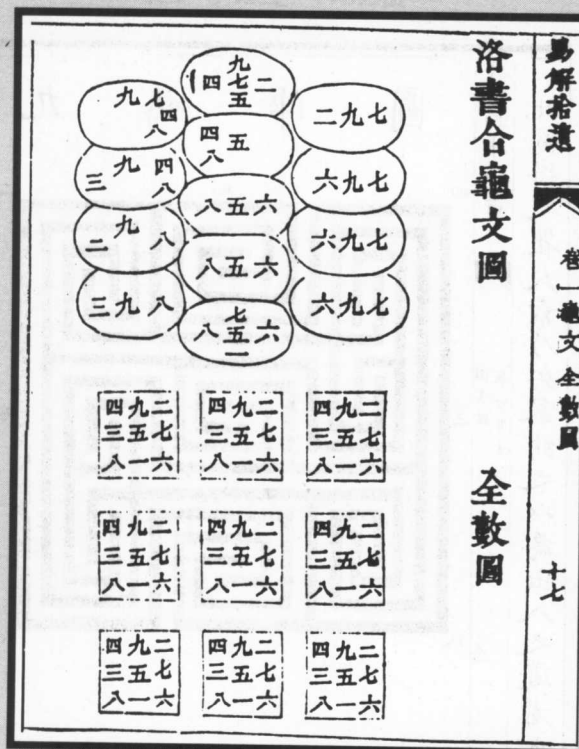 易解拾遺
卷一 龜文 全數圖
十七
洛書合龜文圖
全數圖
九
四 七 二
五
四 五
八
八 五 六
八 五 六
七
八 五 六
一
二 九 七
六 九 七
六 九 七
六 九 七
九 七 四
八
九 四
三 八
九
二
三 九 八
四九二 四九二 四九二
三五七 三五七 三五七
八一六 八一六 八一六
四九二 四九二 四九二
三五七 三五七 三五七
八一六 八一六 八一六
四九二 四九二 四九二
三五七 三五七 三五七
八一六 八一六 八一六